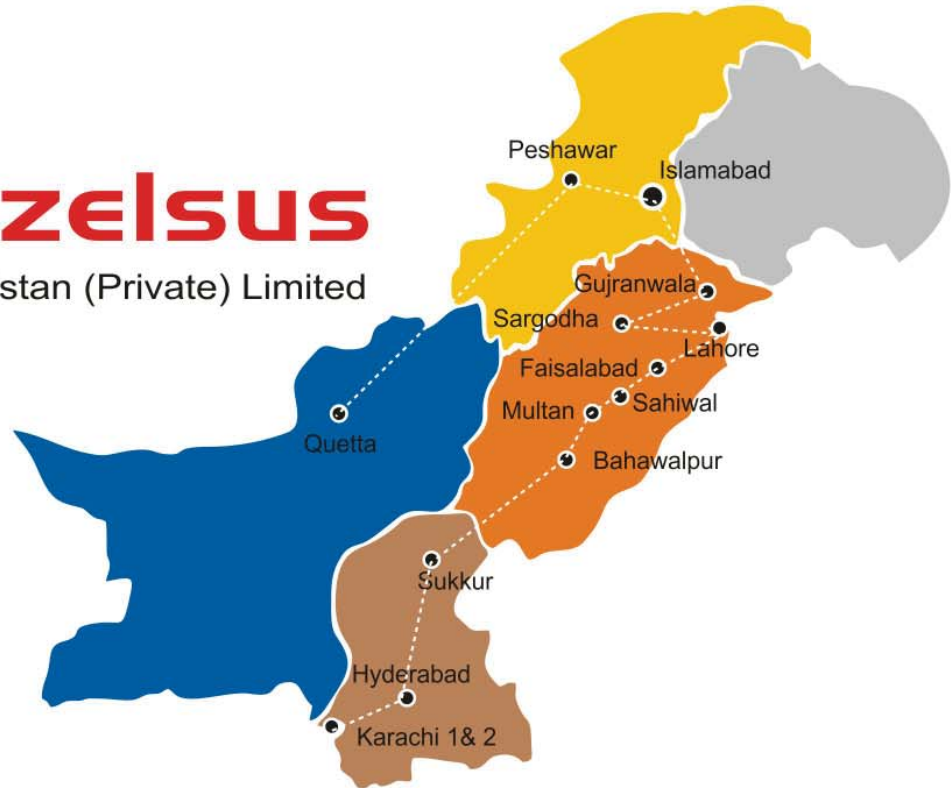 Peshawar
Islamabad
zelsus
stan (Private) Limited
Gujranwala
Sargodha
Lahore
Faisalabad
Sahiwal
Multan
Quetta
Bahawalpur
Sukkur
Hyderabad
Karachi 1& 2